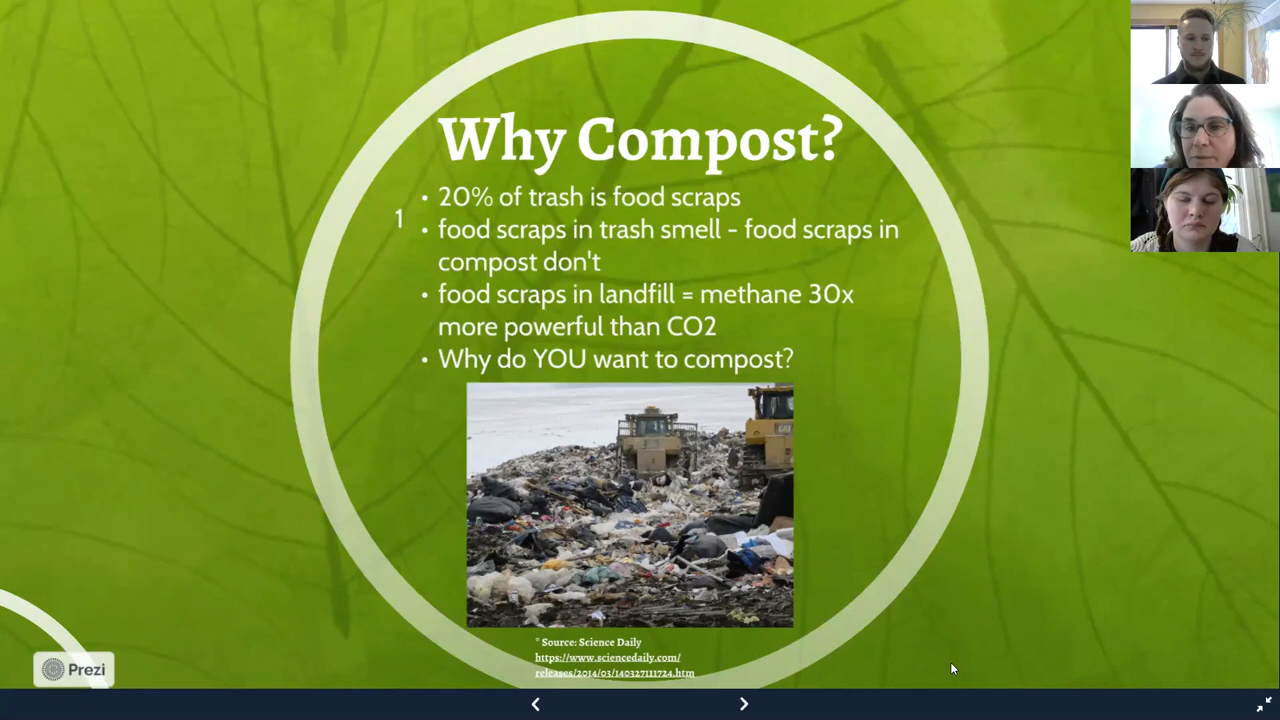 Why Compost?
1
• 20% of trash is food scraps
• food scraps in trash smell - food scraps in
compost don't
• food scraps in landfill = methane 30x
more powerful than CO2
• Why do YOU want to compost?
* Source: Science Daily
https://www.sciencedaily.com/
releases/2014/03/140327111724.htm
Prezi